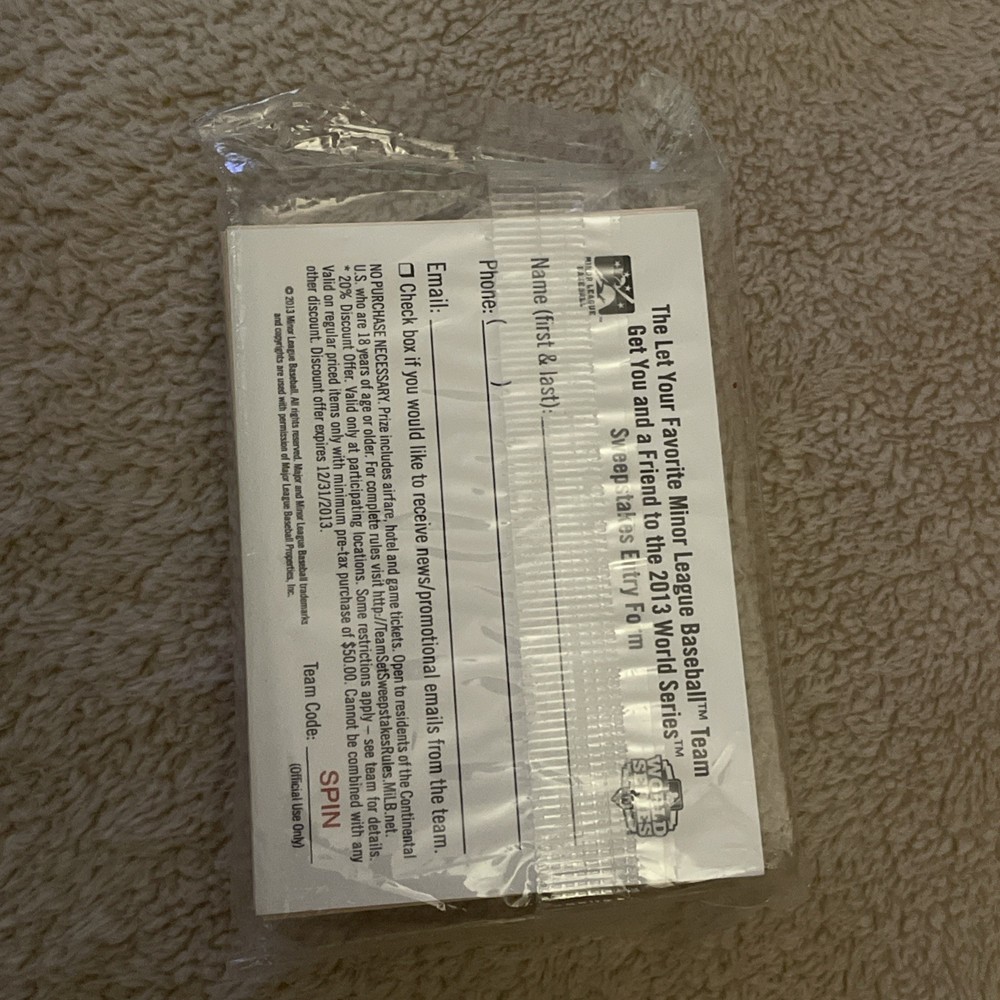 The Let Your Favorite Minor League Baseball™ Team
Get You and a Friend to the 2013 World Series™
Sweepstakes Entry Form
MINOR LEAGUE
BASEBALL™
WORLD
SERIES
Name (first & last):
Phone: ( )
Email:
Check box if you would like to receive news/promotional emails from the team.
NO PURCHASE NECESSARY. Prize includes airfare, hotel and game tickets. Open to residents of the Continental
U.S. who are 18 years of age or older. For complete rules visit http://TeamSetSweepstakesRules.MiLB.net.
* 20% Discount Offer. Valid only at participating locations. Some restrictions apply – see team for details.
Valid on regular priced items only with minimum pre-tax purchase of $50.00. Cannot be combined with any
other discount. Discount offer expires 12/31/2013.
Team Code: SPIN
(Official Use Only)
© 2013 Minor League Baseball. All rights reserved. Major and Minor League Baseball trademarks
and copyrights are used with permission of Major League Baseball Properties, Inc.